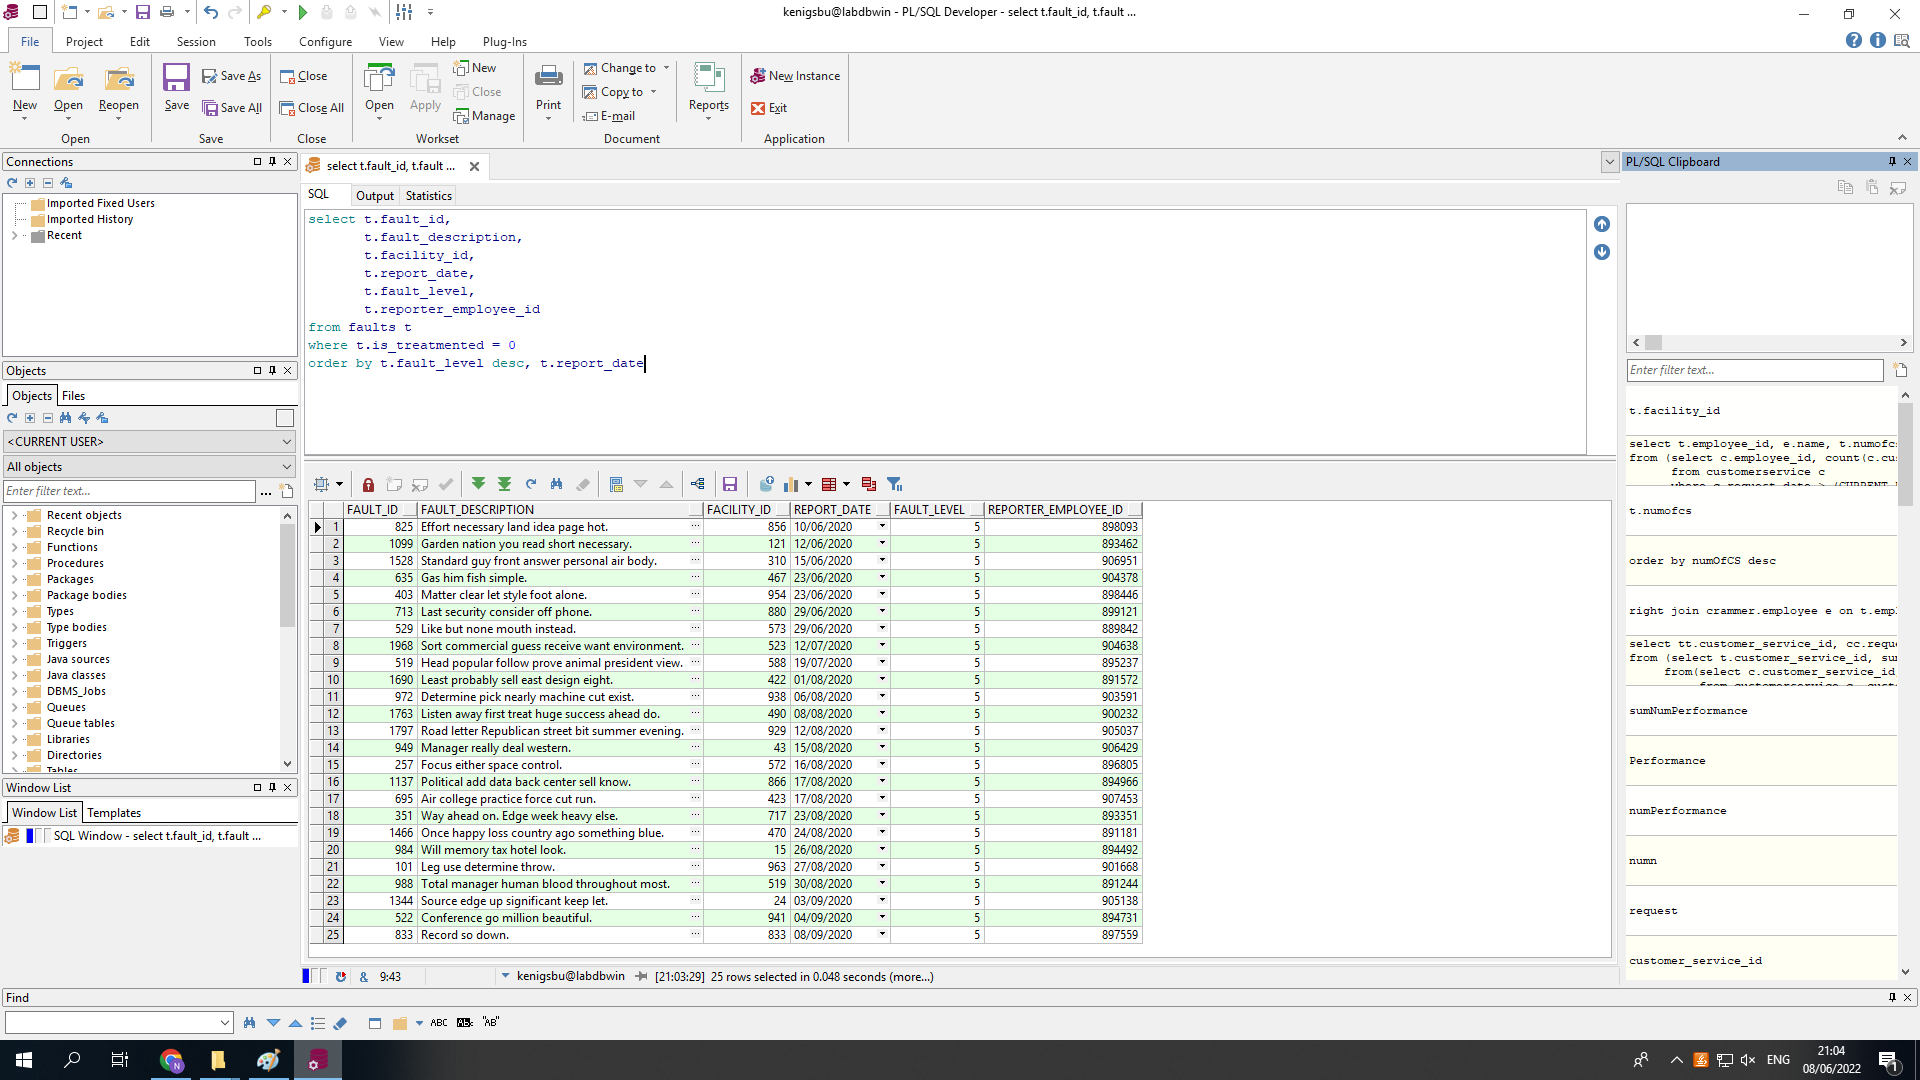 kenigsbu@labdbwin - PL/SQL Developer - select t.fault_id, t.fault ...
File Project Edit Session Tools Configure View Help Plug-Ins
New Open Reopen Save Save As Save All Close Close All Open Apply New Close Manage Print Change to Copy to E-mail Reports New Instance Exit
Open Save Close Workset Document Application
Connections
Imported Fixed Users
Imported History
Recent
Objects
Objects Files
<CURRENT USER>
All objects
Enter filter text...
Recent objects
Recycle bin
Functions
Procedures
Packages
Package bodies
Types
Type bodies
Triggers
Java sources
Java classes
DBMS_Jobs
Queues
Queue tables
Libraries
Directories
Tables
Window List
Window List Templates
SQL Window - select t.fault_id, t.fault ...
select t.fault_id, t.fault ...
SQL Output Statistics
select t.fault_id,
t.fault_description,
t.facility_id,
t.report_date,
t.fault_level,
t.reporter_employee_id
from faults t
where t.is_treatmented = 0
order by t.fault_level desc, t.report_date
FAULT_ID FAULT_DESCRIPTION FACILITY_ID REPORT_DATE FAULT_LEVEL REPORTER_EMPLOYEE_ID
1 825 Effort necessary land idea page hot. ... 856 10/06/2020 5 898093
2 1099 Garden nation you read short necessary. ... 121 12/06/2020 5 893462
3 1528 Standard guy front answer personal air body. ... 310 15/06/2020 5 906951
4 635 Gas him fish simple. ... 467 23/06/2020 5 904378
5 403 Matter clear let style foot alone. ... 954 23/06/2020 5 898446
6 713 Last security consider off phone. ... 880 29/06/2020 5 899121
7 529 Like but none mouth instead. ... 573 29/06/2020 5 889842
8 1968 Sort commercial guess receive want environment. ... 523 12/07/2020 5 904638
9 519 Head popular follow prove animal president view. ... 588 19/07/2020 5 895237
10 1690 Least probably sell east design eight. ... 422 01/08/2020 5 891572
11 972 Determine pick nearly machine cut exist. ... 938 06/08/2020 5 903591
12 1763 Listen away first treat huge success ahead do. ... 490 08/08/2020 5 900232
13 1797 Road letter Republican street bit summer evening. ... 929 12/08/2020 5 905037
14 949 Manager really deal western. ... 43 15/08/2020 5 906429
15 257 Focus either space control. ... 572 16/08/2020 5 896805
16 1137 Political add data back center sell know. ... 866 17/08/2020 5 894966
17 695 Air college practice force cut run. ... 423 17/08/2020 5 907453
18 351 Way ahead on. Edge week heavy else. ... 717 23/08/2020 5 893351
19 1466 Once happy loss country ago something blue. ... 470 24/08/2020 5 891181
20 984 Will memory tax hotel look. ... 15 26/08/2020 5 894492
21 101 Leg use determine throw. ... 963 27/08/2020 5 901668
22 988 Total manager human blood throughout most. ... 519 30/08/2020 5 891244
23 1344 Source edge up significant keep let. ... 24 03/09/2020 5 905138
24 522 Conference go million beautiful. ... 941 04/09/2020 5 894731
25 833 Record so down. ... 833 08/09/2020 5 897559
& 9:43 kenigsbu@labdbwin [21:03:29] 25 rows selected in 0.048 seconds (more...)
PL/SQL Clipboard
Enter filter text...
t.facility_id
select t.employee_id, e.name, t.numofcs
from (select c.employee_id, count(c.cus
from customerservice c
t.numofcs
order by numOfCS desc
right join crammer.employee e on t.empl
select tt.customer_service_id, cc.reque
from (select t.customer_service_id, sum
from(select c.customer_service_id
sumNumPerformance
Performance
numPerformance
numn
request
customer_service_id
Find
ABC "AB"
ENG 21:04
08/06/2022
1